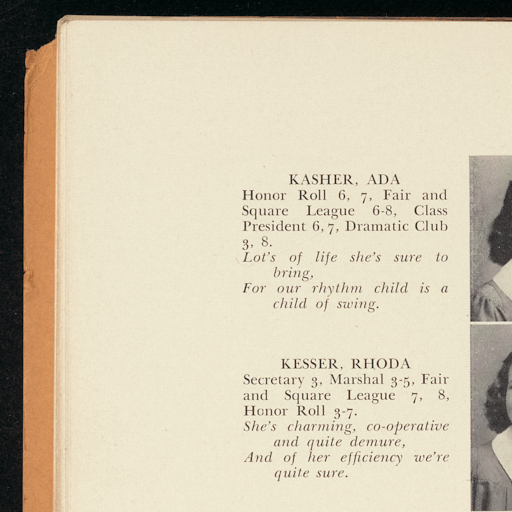 KASHER, ADA
Honor Roll 6, 7, Fair and
Square League 6-8, Class
President 6, 7, Dramatic Club
3, 8.
Lot's of life she's sure to
bring,
For our rhythm child is a
child of swing.
KESSER, RHODA
Secretary 3, Marshal 3-5, Fair
and Square League 7, 8,
Honor Roll 3-7.
She's charming, co-operative
and quite demure,
And of her efficiency we're
quite sure.